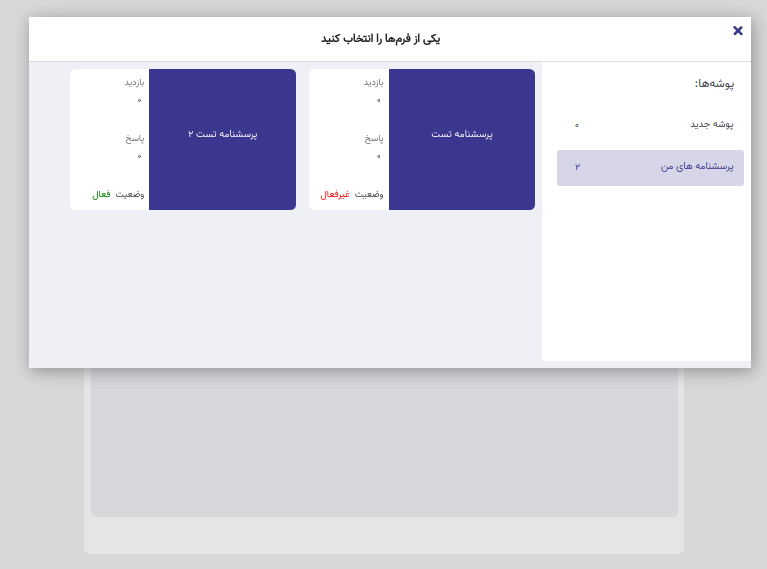 یکی از فرم‌ها را انتخاب کنید
پوشه‌ها:
پوشه جدید ۰
پرسشنامه های من ۲
پرسشنامه تست
بازدید
۰
پاسخ
۰
وضعیت غیرفعال
پرسشنامه تست ۲
بازدید
۰
پاسخ
۰
وضعیت فعال